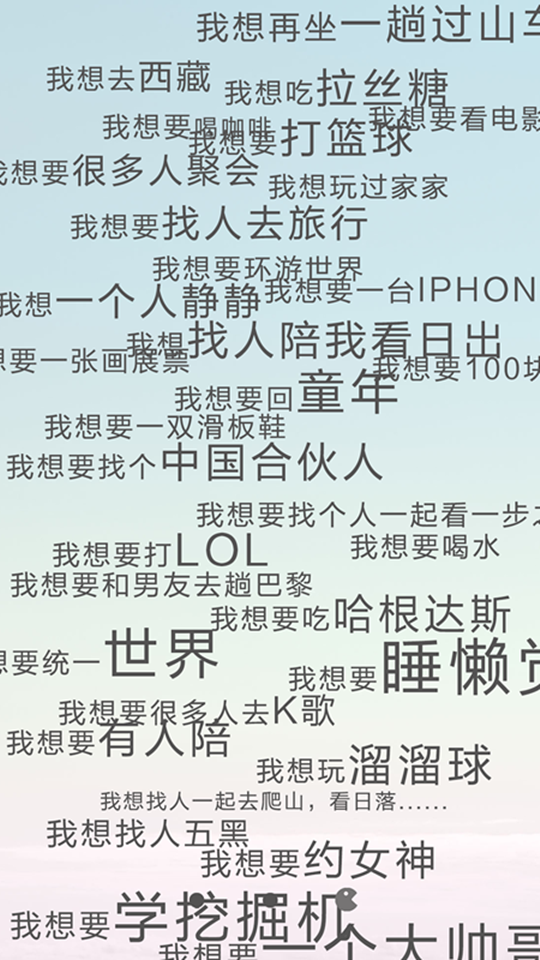 我想再坐一趟过山车
我想去西藏
我想吃拉丝糖
我想要看电影
我想要喝咖啡
我想要打篮球
我想要很多人聚会
我想玩过家家
我想要找人去旅行
我想要环游世界
我想要一台IPHON
我想一个人静静
我想找人陪我看日出
想要一张画展票
我想要100块
我想要回童年
我想要一双滑板鞋
我想要找个中国合伙人
我想要找个人一起看一步之
我想要打LOL
我想要喝水
我想要和男友去趟巴黎
我想要吃哈根达斯
想要统一世界
我想要睡懒觉
我想要很多人去K歌
我想要有人陪
我想玩溜溜球
我想找人一起去爬山，看日落......
我想找人五黑
我想要约女神
我想要学挖掘机
我想要一个大帅哥